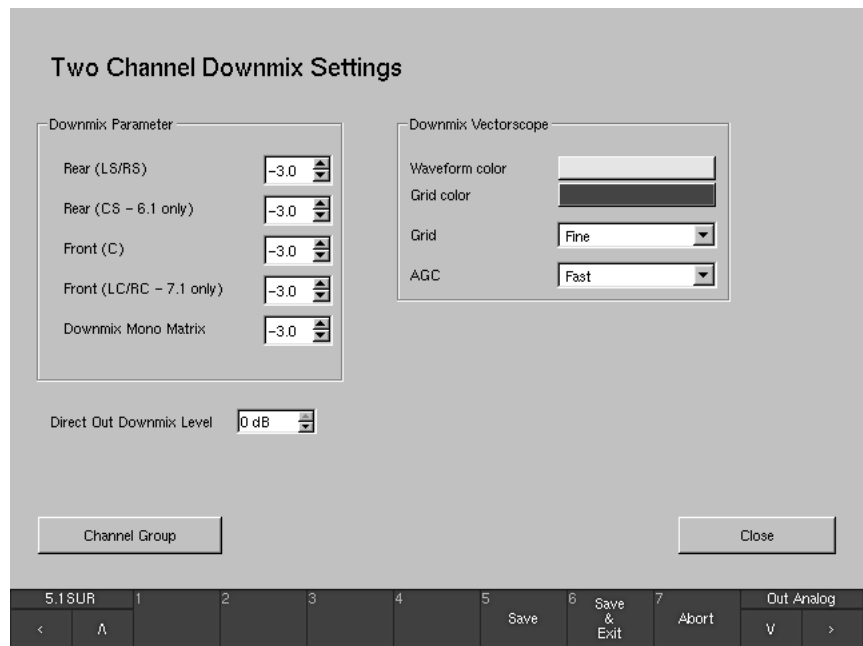 Two Channel Downmix Settings
Downmix Parameter
Rear (LS/RS) -3.0
Rear (CS - 6.1 only) -3.0
Front (C) -3.0
Front (LC/RC - 7.1 only) -3.0
Downmix Mono Matrix -3.0
Direct Out Downmix Level 0 dB
Downmix Vectorscope
Waveform color
Grid color
Grid Fine
AGC Fast
Channel Group
Close
5.1SUR 1 2 3 4 5 6 7 Out Analog
< Λ Save Save & Exit Abort V >